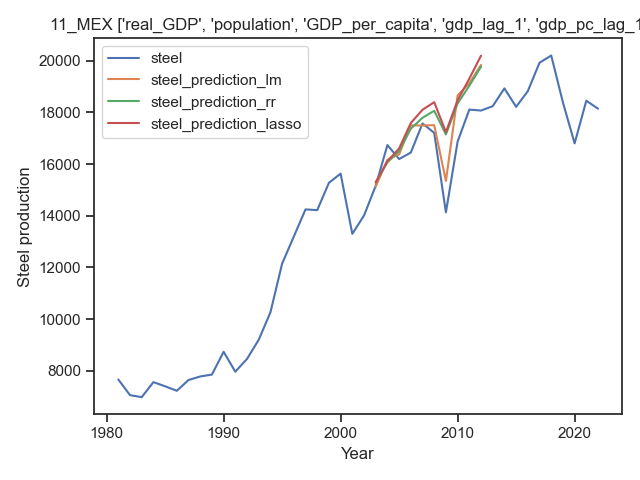 11_MEX ['real_GDP', 'population', 'GDP_per_capita', 'gdp_lag_1', 'gdp_pc_lag_1
steel
steel_prediction_lm
steel_prediction_rr
steel_prediction_lasso
Steel production
20000
18000
16000
14000
12000
10000
8000
1980 1990 2000 2010 2020
Year